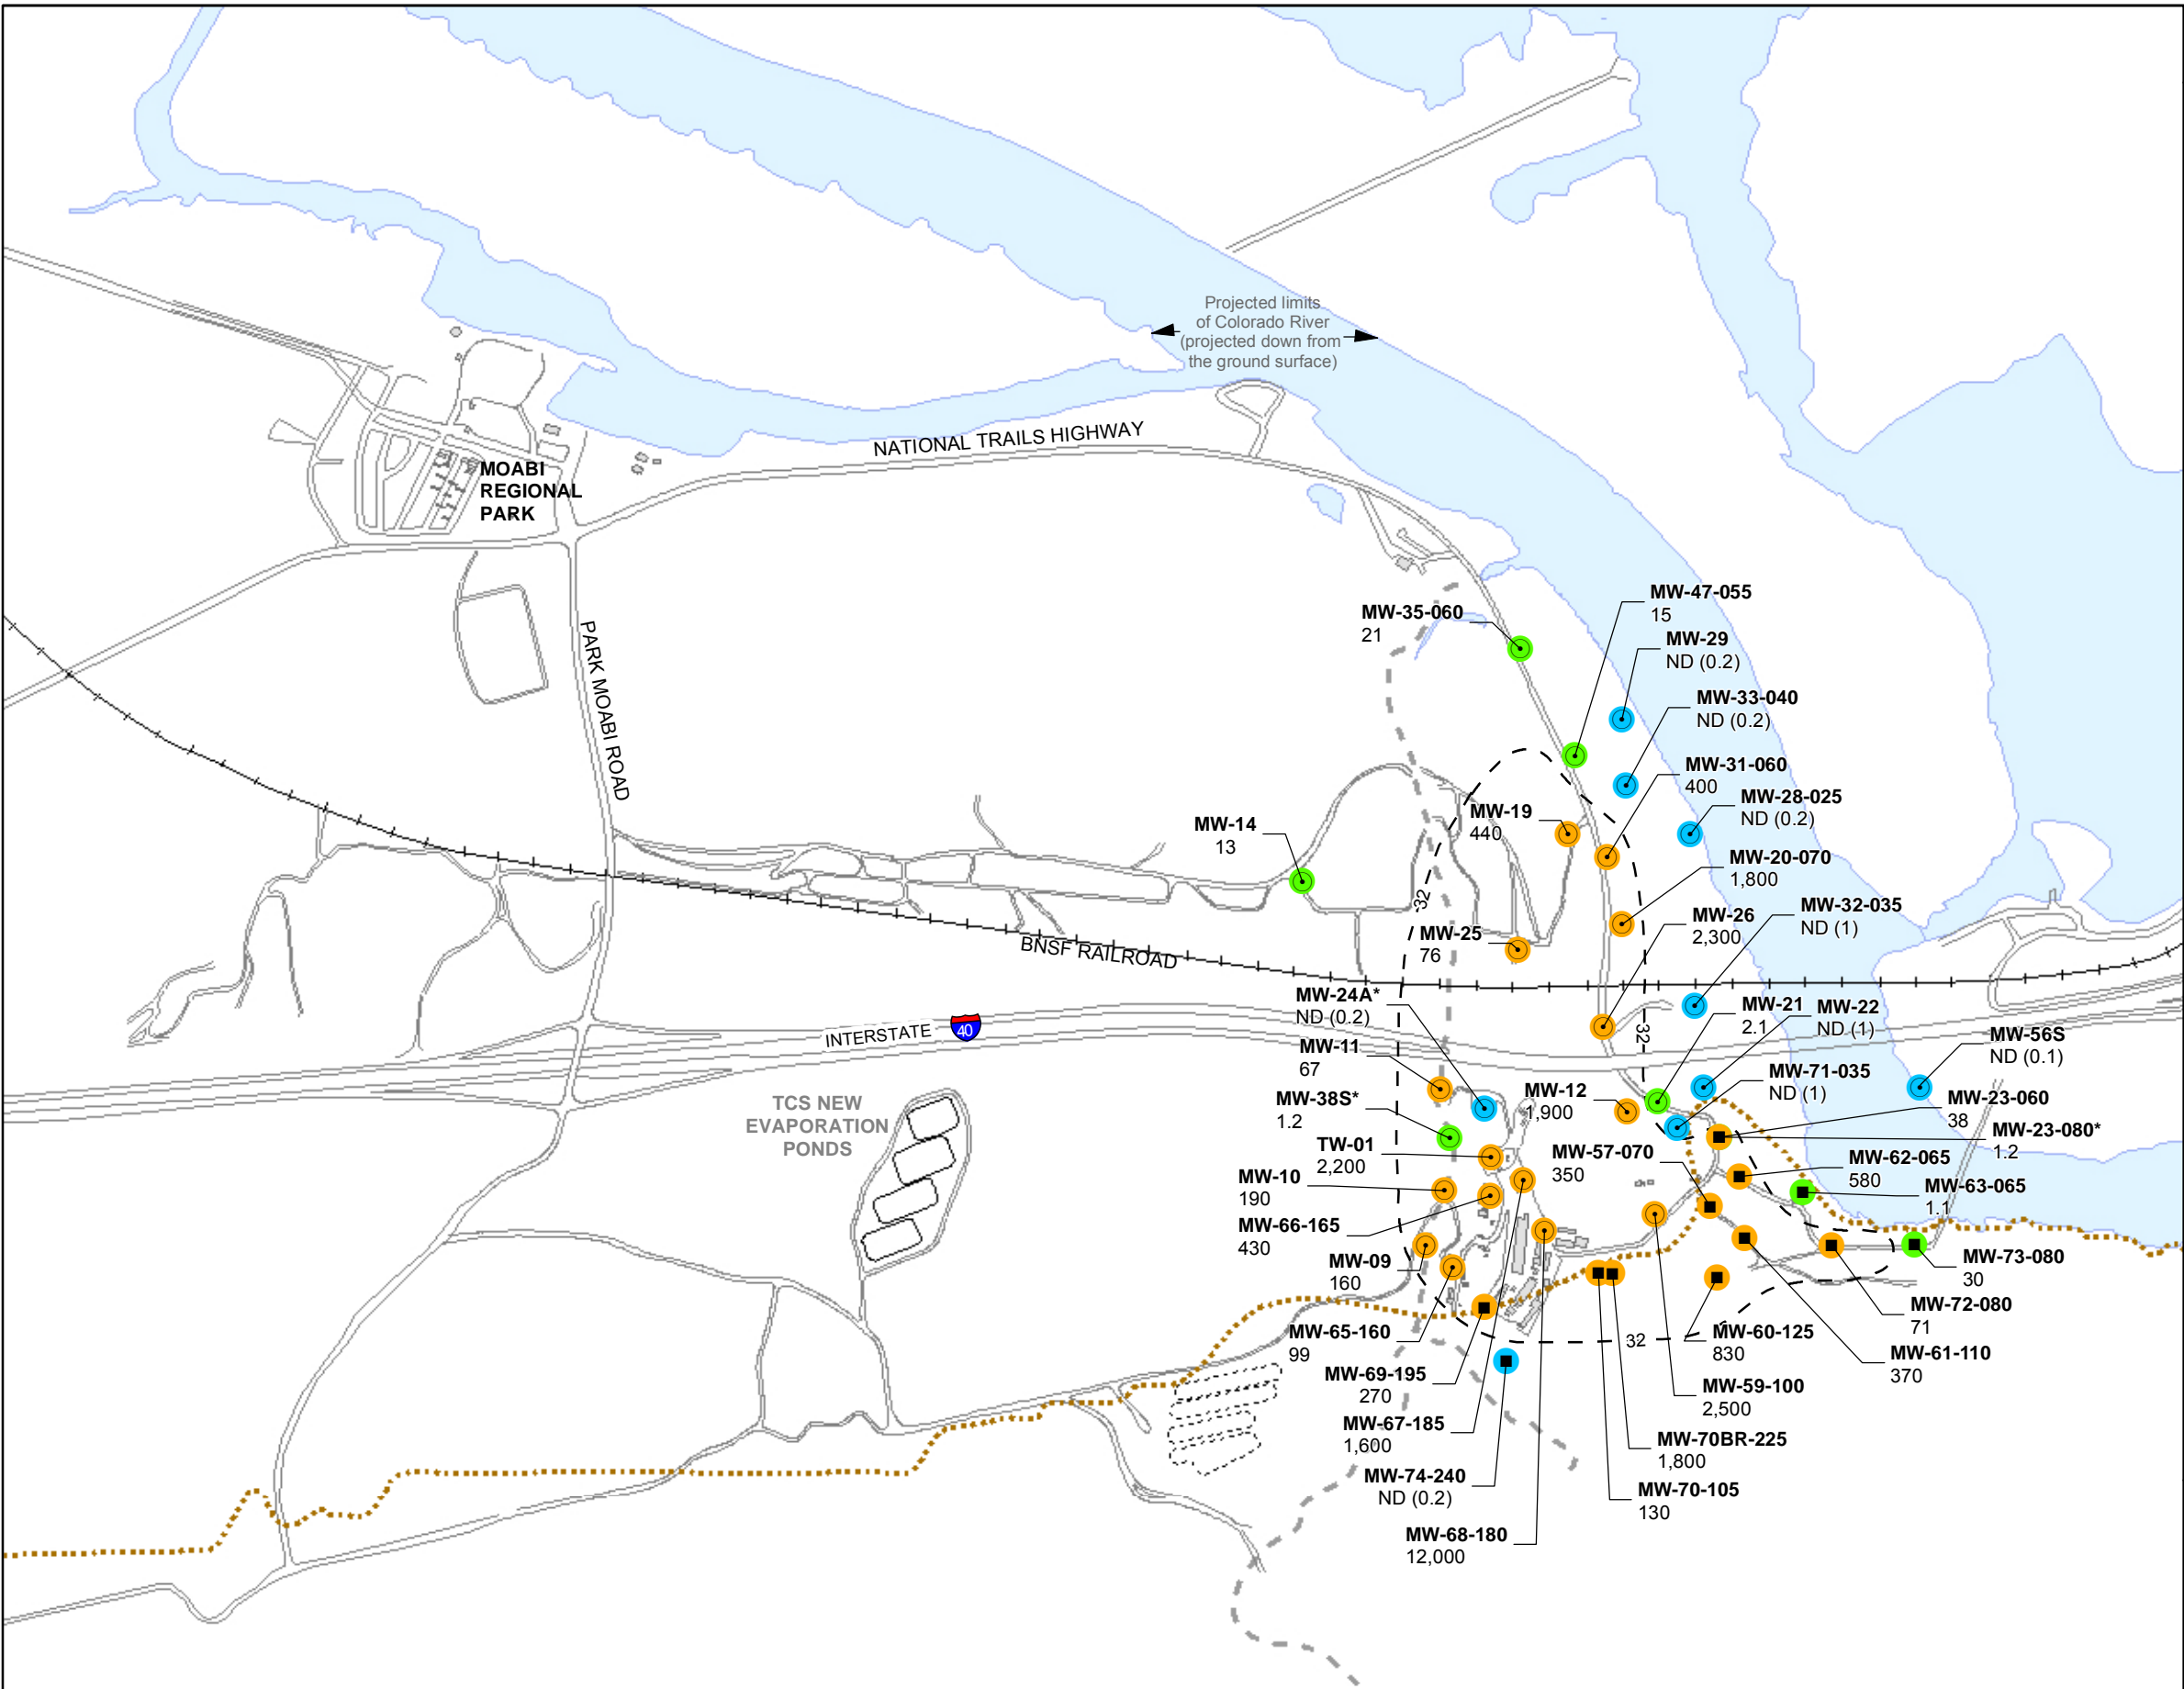 Projected limits
of Colorado River
(projected down from
the ground surface)
NATIONAL TRAILS HIGHWAY
MOABI
REGIONAL
PARK
PARK MOABI ROAD
MW-47-055
15
MW-35-060
21
MW-29
ND (0.2)
MW-33-040
ND (0.2)
MW-31-060
400
MW-28-025
ND (0.2)
MW-19
440
MW-14
13
MW-20-070
1,800
32
MW-32-035
ND (1)
MW-26
2,300
MW-25
76
BNSF RAILROAD
MW-24A*
ND (0.2)
MW-21
2.1
MW-22
ND (1)
32
INTERSTATE
40
MW-56S
ND (0.1)
MW-11
67
MW-71-035
ND (1)
MW-12
1,900
MW-38S*
1.2
TCS NEW
EVAPORATION
PONDS
MW-23-060
38
MW-23-080*
1.2
TW-01
2,200
MW-57-070
350
MW-62-065
580
MW-10
190
MW-63-065
1.1
MW-66-165
430
MW-09
160
MW-73-080
30
MW-72-080
71
MW-65-160
99
32
MW-60-125
830
MW-61-110
370
MW-69-195
270
MW-59-100
2,500
MW-67-185
1,600
MW-70BR-225
1,800
MW-74-240
ND (0.2)
MW-70-105
130
MW-68-180
12,000